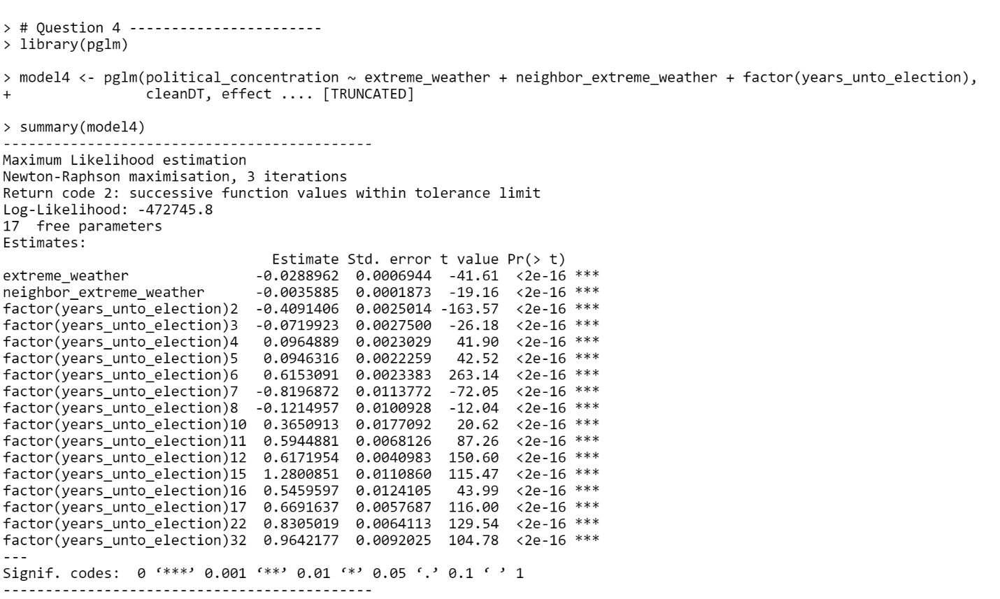 > # Question 4 -----------------------
> library(pglm)
> model4 <- pglm(political_concentration ~ extreme_weather + neighbor_extreme_weather + factor(years_unto_election),
+                cleanDT, effect .... [TRUNCATED]
> summary(model4)
--------------------------------------------
Maximum Likelihood estimation
Newton-Raphson maximisation, 3 iterations
Return code 2: successive function values within tolerance limit
Log-Likelihood: -472745.8
17  free parameters
Estimates:
                                Estimate Std. error t value Pr(> t)
extreme_weather               -0.0288962  0.0006944  -41.61  <2e-16 ***
neighbor_extreme_weather      -0.0035885  0.0001873  -19.16  <2e-16 ***
factor(years_unto_election)2  -0.4091406  0.0025014 -163.57  <2e-16 ***
factor(years_unto_election)3  -0.0719923  0.0027500  -26.18  <2e-16 ***
factor(years_unto_election)4   0.0964889  0.0023029   41.90  <2e-16 ***
factor(years_unto_election)5   0.0946316  0.0022259   42.52  <2e-16 ***
factor(years_unto_election)6   0.6153091  0.0023383  263.14  <2e-16 ***
factor(years_unto_election)7  -0.8196872  0.0113772  -72.05  <2e-16 ***
factor(years_unto_election)8  -0.1214957  0.0100928  -12.04  <2e-16 ***
factor(years_unto_election)10  0.3650913  0.0177092   20.62  <2e-16 ***
factor(years_unto_election)11  0.5944881  0.0068126   87.26  <2e-16 ***
factor(years_unto_election)12  0.6171954  0.0040983  150.60  <2e-16 ***
factor(years_unto_election)15  1.2800851  0.0110860  115.47  <2e-16 ***
factor(years_unto_election)16  0.5459597  0.0124105   43.99  <2e-16 ***
factor(years_unto_election)17  0.6691637  0.0057687  116.00  <2e-16 ***
factor(years_unto_election)22  0.8305019  0.0064113  129.54  <2e-16 ***
factor(years_unto_election)32  0.9642177  0.0092025  104.78  <2e-16 ***
---
Signif. codes:  0 ‘***’ 0.001 ‘**’ 0.01 ‘*’ 0.05 ‘.’ 0.1 ‘ ’ 1
--------------------------------------------